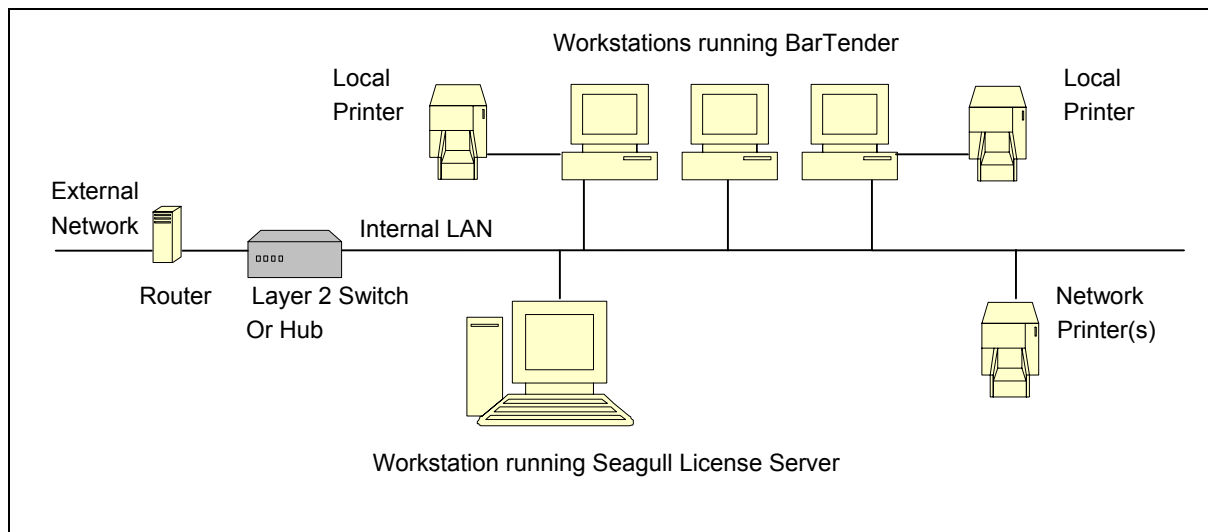 Workstations running BarTender
Local
Printer
Local
Printer
External
Network
Internal LAN
Router
Layer 2 Switch
Or Hub
Network
Printer(s)
Workstation running Seagull License Server